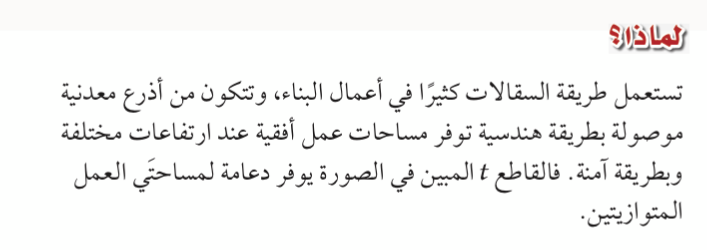 لماذا؟
تستعمل طريقة السقالات كثيرًا في أعمال البناء، وتتكون من أذرع معدنية
موصولة بطريقة هندسية توفر مساحات عمل أفقية عند ارتفاعات مختلفة
وبطريقة آمنة. فالقاطع t المبين في الصورة يوفر دعامة لمساحتَي العمل
المتوازيتين.